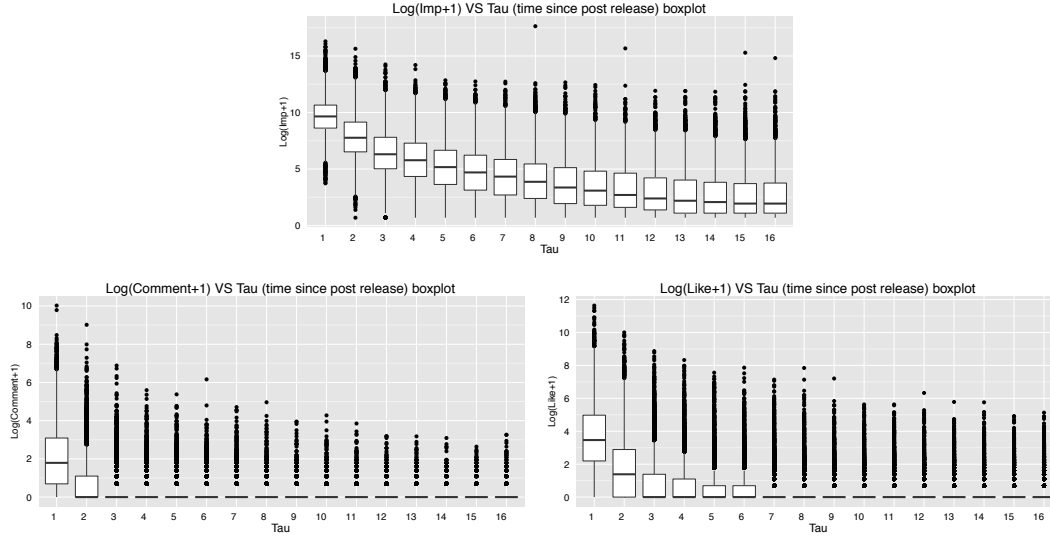 Log(Imp+1) VS Tau (time since post release) boxplot
Log(Imp+1)
15
10
5
0
1 2 3 4 5 6 7 8 9 10 11 12 13 14 15 16
Tau
Log(Comment+1) VS Tau (time since post release) boxplot
Log(Comment+1)
10
8
6
4
2
0
1 2 3 4 5 6 7 8 9 10 11 12 13 14 15 16
Tau
Log(Like+1) VS Tau (time since post release) boxplot
Log(Like+1)
12
10
8
6
4
2
0
1 2 3 4 5 6 7 8 9 10 11 12 13 14 15 16
Tau